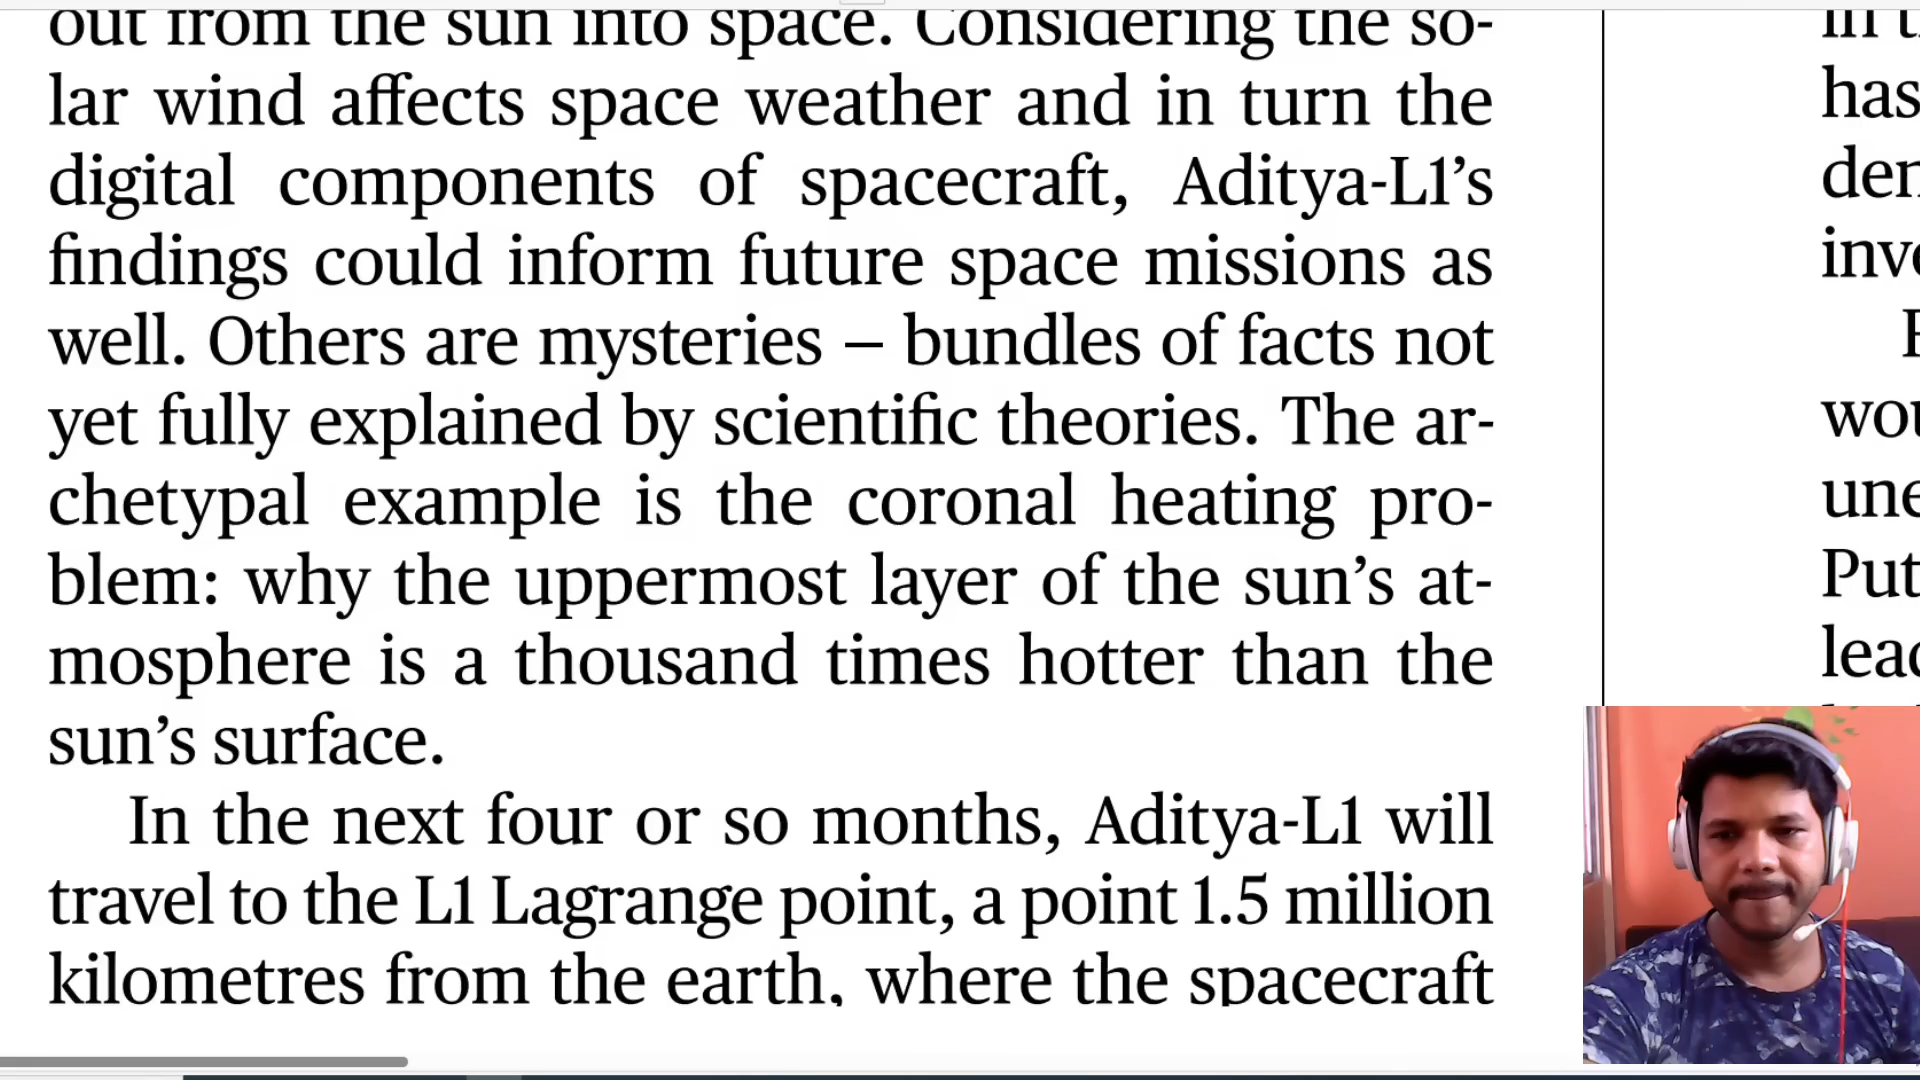 out from the sun into space. Considering the so-
lar wind affects space weather and in turn the
digital components of spacecraft, Aditya-L1’s
findings could inform future space missions as
well. Others are mysteries – bundles of facts not
yet fully explained by scientific theories. The ar-
chetypal example is the coronal heating pro-
blem: why the uppermost layer of the sun’s at-
mosphere is a thousand times hotter than the
sun’s surface.
In the next four or so months, Aditya-L1 will
travel to the L1 Lagrange point, a point 1.5 million
kilometres from the earth, where the spacecraft
has
den
inve
wou
une
Put
lead